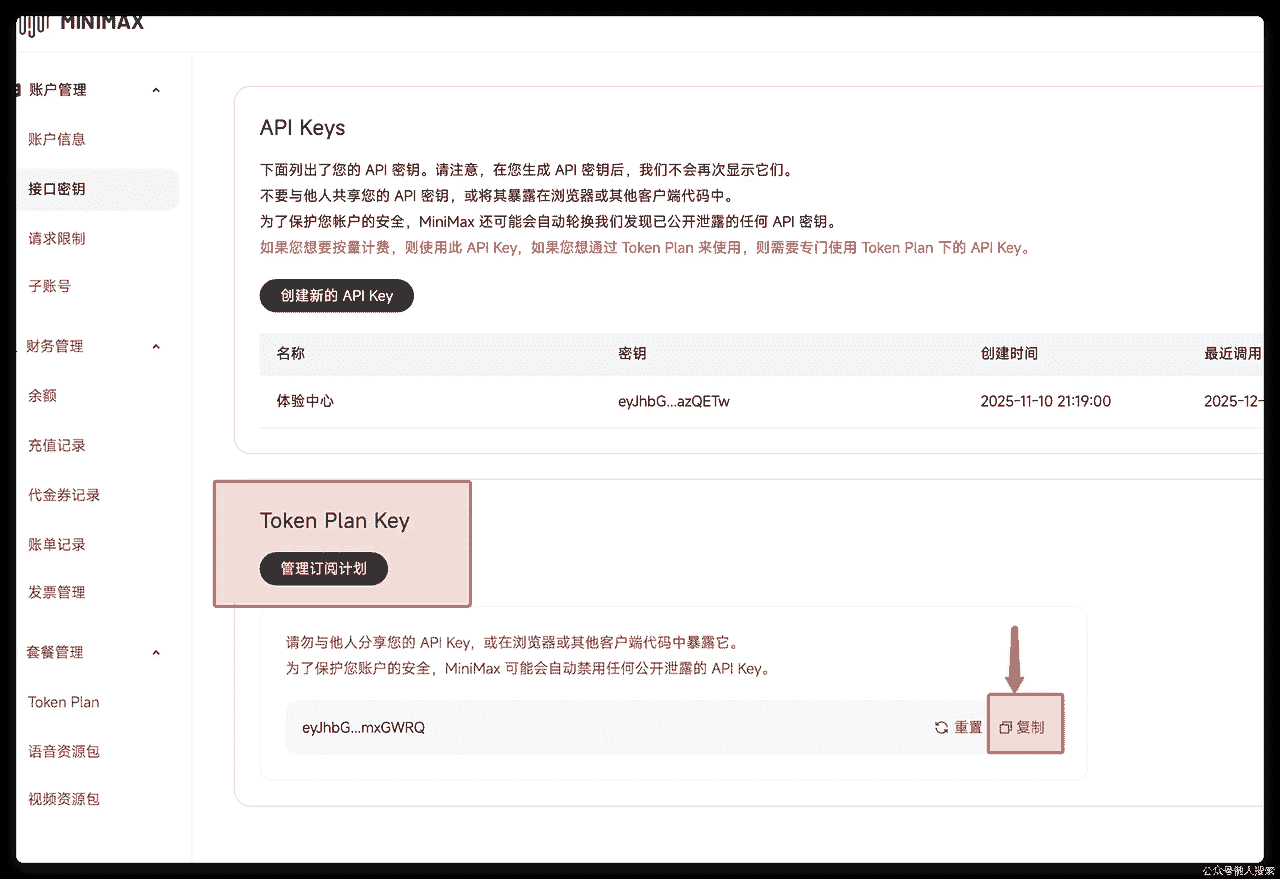 MINIMAX
账户管理
账户信息
接口密钥
请求限制
子账号
财务管理
余额
充值记录
代金券记录
账单记录
发票管理
套餐管理
Token Plan
语音资源包
视频资源包
API Keys
下面列出了您的 API 密钥。请注意，在您生成 API 密钥后，我们不会再次显示它们。
不要与他人共享您的 API 密钥，或将其暴露在浏览器或其他客户端代码中。
为了保护您帐户的安全，MiniMax 还可能会自动轮换我们发现已公开泄露的任何 API 密钥。
如果您想要按量计费，则使用此 API Key，如果您想通过 Token Plan 来使用，则需要专门使用 Token Plan 下的 API Key。
创建新的 API Key
名称 密钥 创建时间 最近调用
体验中心 eyJhbG...azQETw 2025-11-10 21:19:00 2025-12-
Token Plan Key
管理订阅计划
请勿与他人分享您的 API Key，或在浏览器或其他客户端代码中暴露它。
为了保护您账户的安全，MiniMax 可能会自动禁用任何公开泄露的 API Key。
eyJhbG...mxGWRQ 重置 复制
公众号懒人搜索